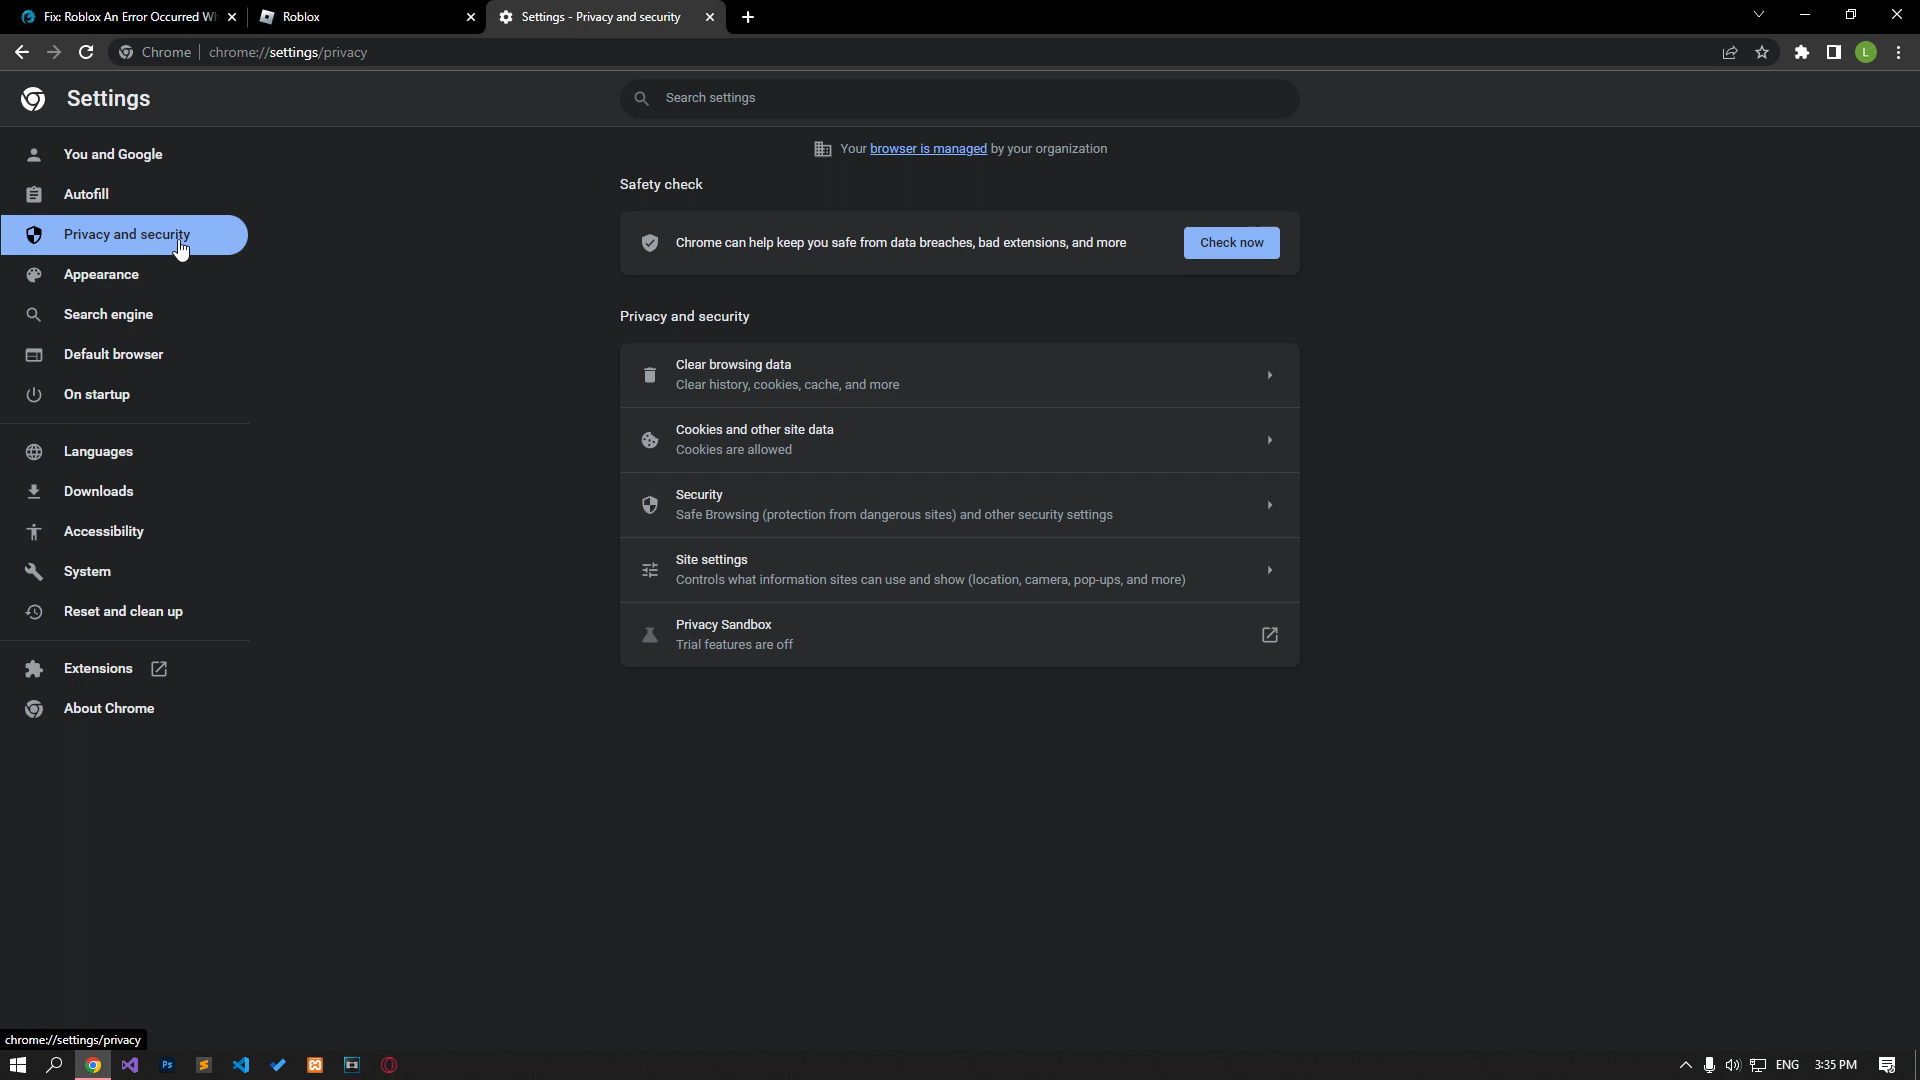 Fix: Roblox An Error Occurred Wh
Roblox
Settings - Privacy and security
Chrome
chrome://settings/privacy
L
Settings
Search settings
You and Google
Autofill
Privacy and security
Appearance
Search engine
Default browser
On startup
Languages
Downloads
Accessibility
System
Reset and clean up
Extensions
About Chrome
Your browser is managed by your organization
Safety check
Chrome can help keep you safe from data breaches, bad extensions, and more
Check now
Privacy and security
Clear browsing data
Clear history, cookies, cache, and more
Cookies and other site data
Cookies are allowed
Security
Safe Browsing (protection from dangerous sites) and other security settings
Site settings
Controls what information sites can use and show (location, camera, pop-ups, and more)
Privacy Sandbox
Trial features are off
chrome://settings/privacy
Ps
ENG
3:35 PM